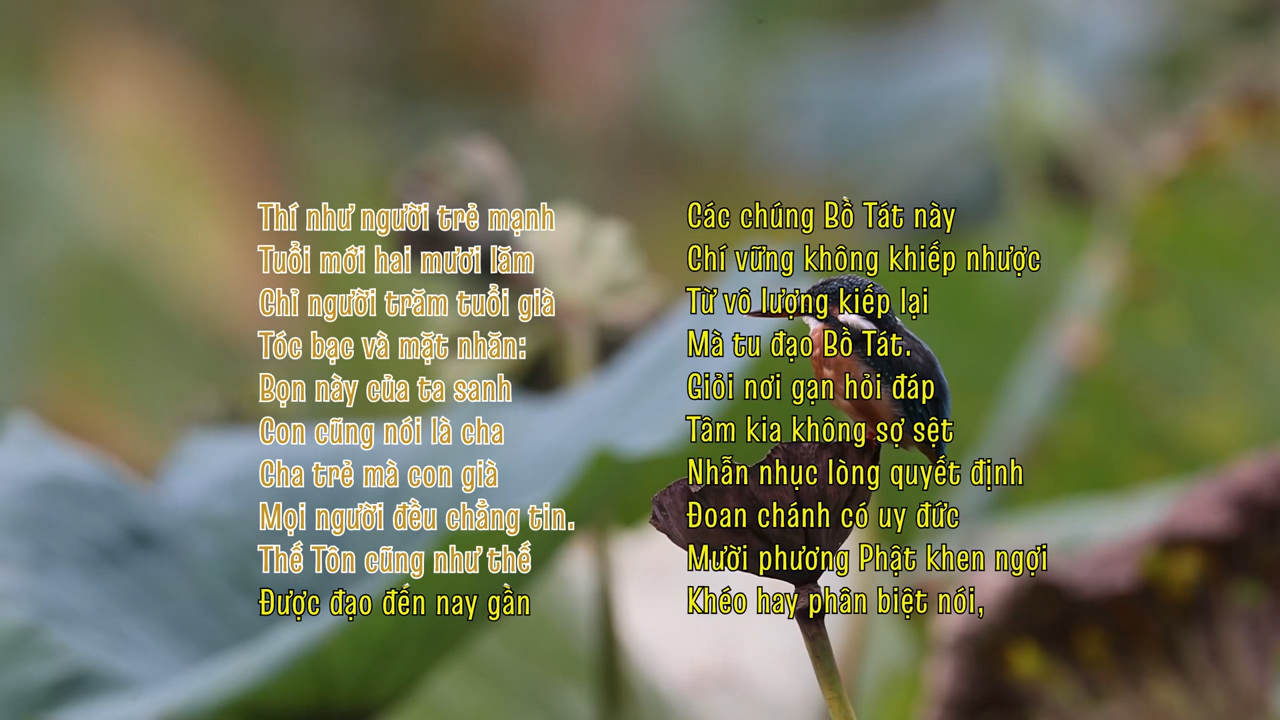 Thí như người trẻ mạnh
Tuổi mới hai mươi lăm
Chỉ người trăm tuổi già
Tóc bạc và mặt nhăn:
Bọn này của ta sanh
Con cũng nói là cha
Cha trẻ mà con già
Mọi người đều chẳng tin.
Thế Tôn cũng như thế
Được đạo đến nay gần
Các chúng Bồ Tát này
Chí vững không khiếp nhược
Từ vô lượng kiếp lại
Mà tu đạo Bồ Tát.
Giỏi nơi gạn hỏi đáp
Tâm kia không sợ sệt
Nhẫn nhục lòng quyết định
Đoan chánh có uy đức
Mười phương Phật khen ngợi
Khéo hay phân biệt nói,